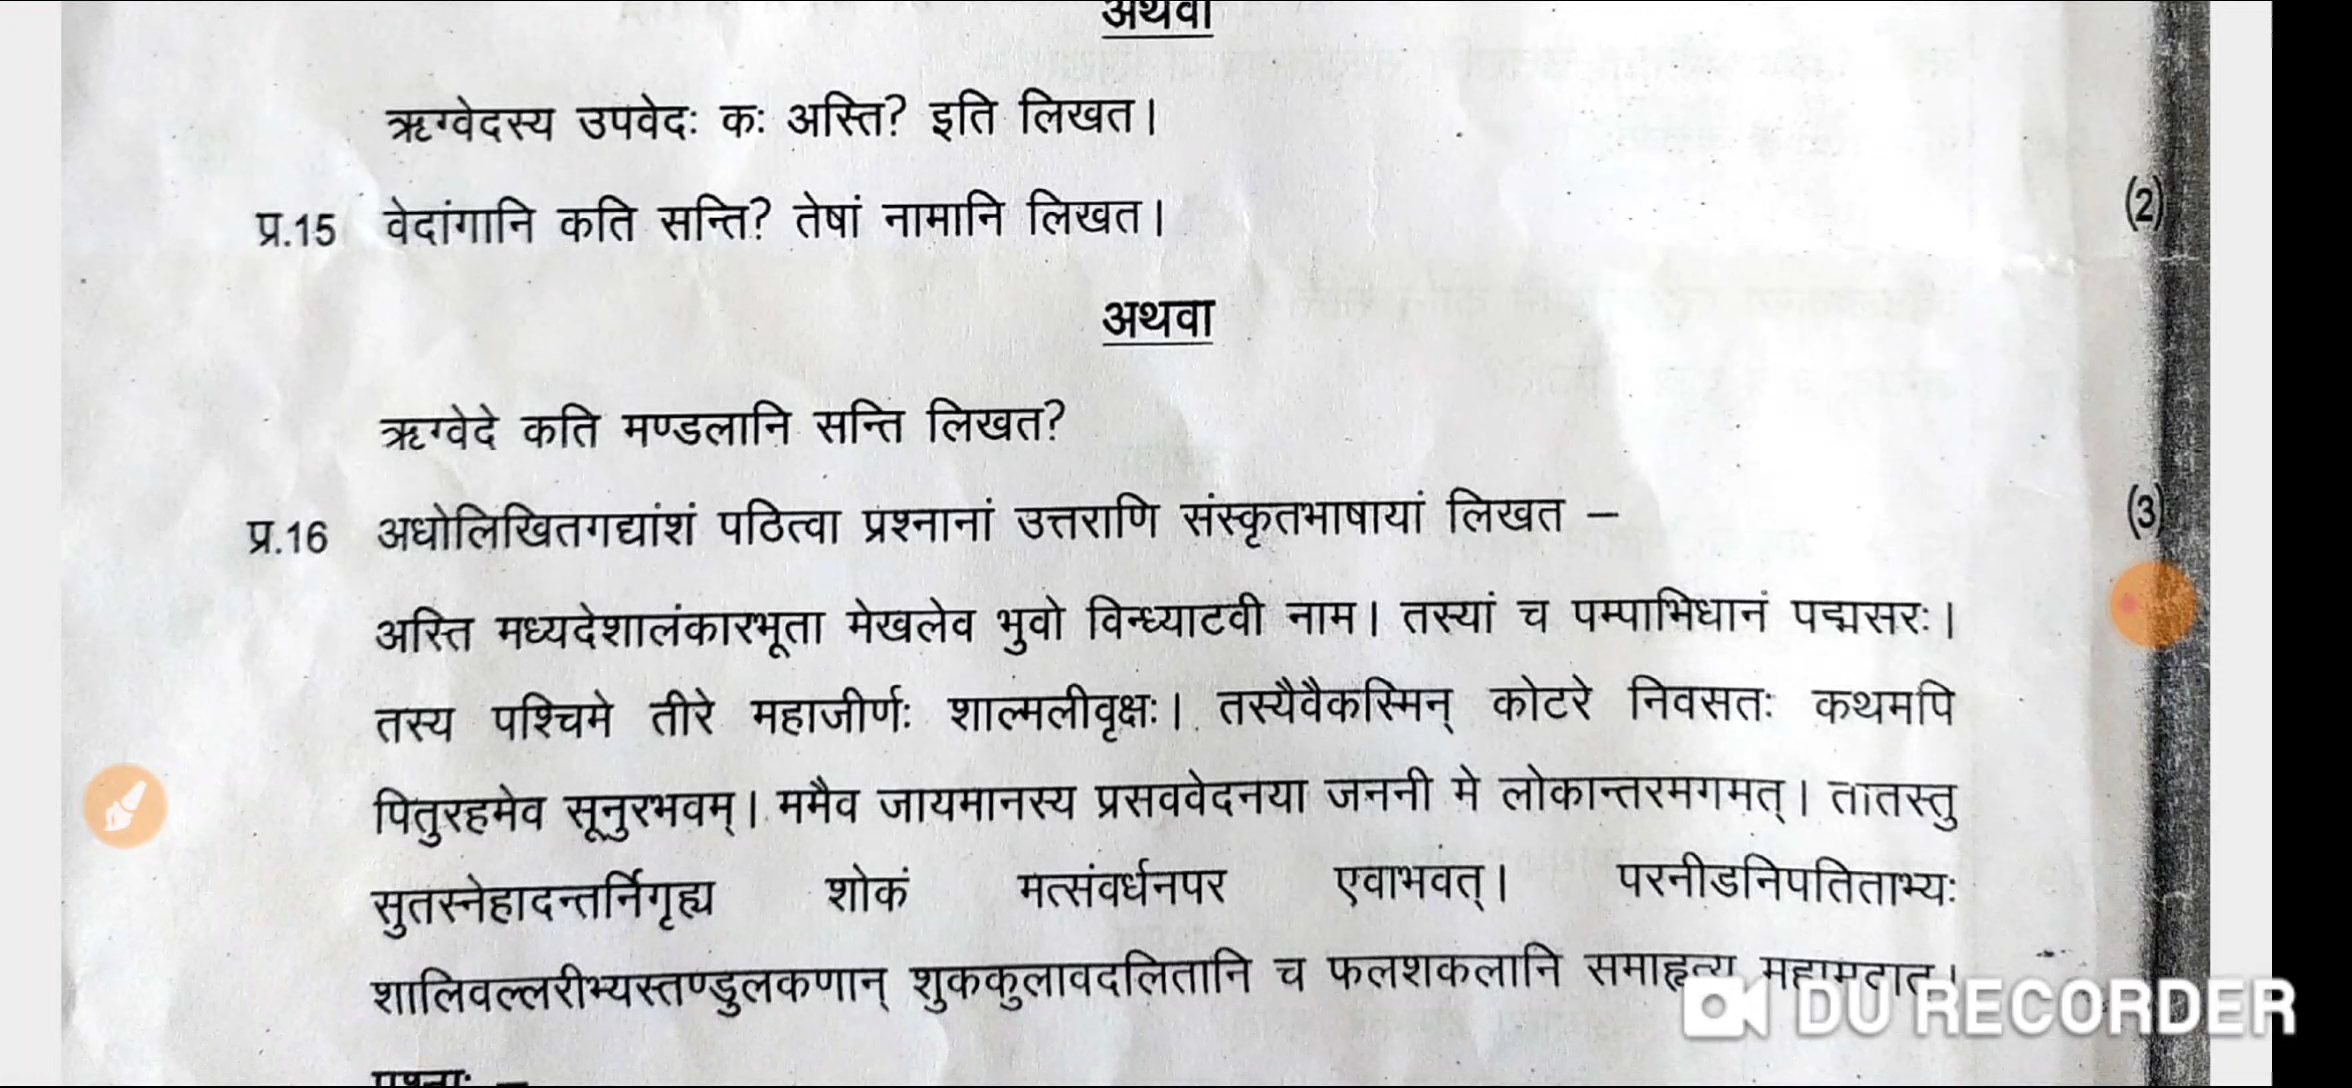 अथवा
ऋग्वेदस्य उपवेदः कः अस्ति? इति लिखत।
प्र.15 वेदांगानि कति सन्ति? तेषां नामानि लिखत। (2)
अथवा
ऋग्वेदे कति मण्डलानि सन्ति लिखत?
प्र.16 अधोलिखितगद्यांशं पठित्वा प्रश्नानां उत्तराणि संस्कृतभाषायां लिखत – (3)
अस्ति मध्यदेशालंकारभूता मेखलेव भुवो विन्ध्याटवी नाम। तस्यां च पम्पाभिधानं पद्मसरः।
तस्य पश्चिमे तीरे महाजीर्णः शाल्मलीवृक्षः। तस्यैवैकस्मिन् कोटरे निवसतः कथमपि
पितुरहमेव सूनुरभवम्। ममैव जायमानस्य प्रसववेदनया जननी मे लोकान्तरमगमत्। तातस्तु
सुतस्नेहादन्तर्निगृह्य शोकं मत्संवर्धनपर एवाभवत्। परनीडनिपतिताभ्यः
शालिवल्लरीभ्यस्तण्डुलकणान् शुककुलावदलितानि च फलशकलानि समाहृत्य मह्यमदात्।
DU RECORDER
प्रश्नाः –